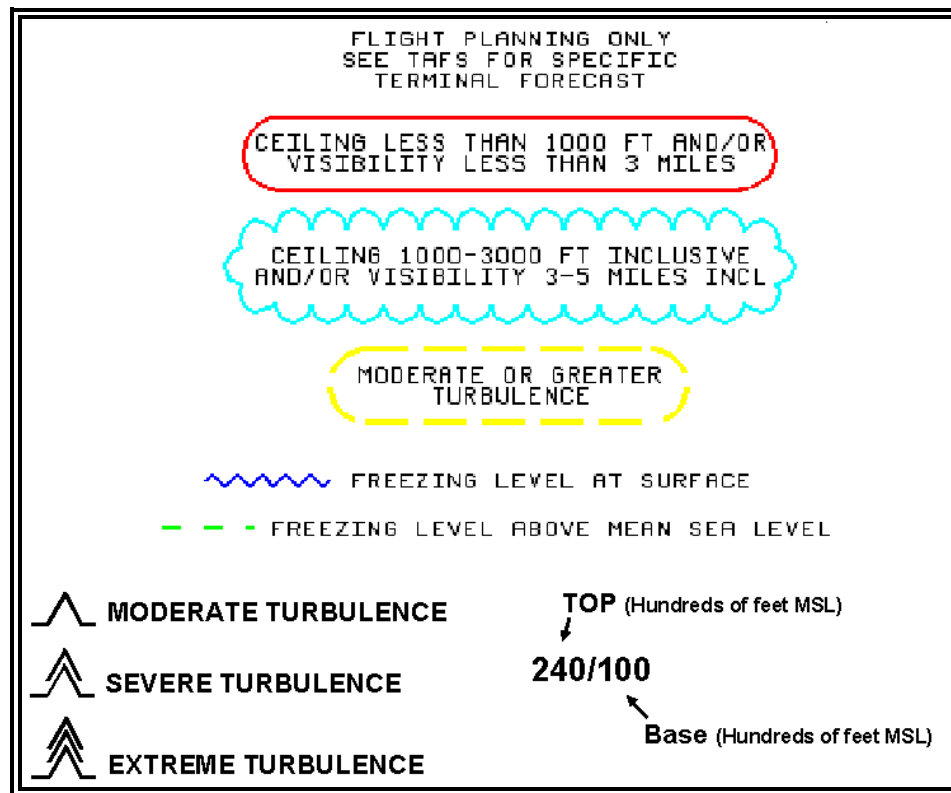 FLIGHT PLANNING ONLY
SEE TAFS FOR SPECIFIC
TERMINAL FORECAST
CEILING LESS THAN 1000 FT AND/OR
VISIBILITY LESS THAN 3 MILES
CEILING 1000-3000 FT INCLUSIVE
AND/OR VISIBILITY 3-5 MILES INCL
MODERATE OR GREATER
TURBULENCE
FREEZING LEVEL AT SURFACE
FREEZING LEVEL ABOVE MEAN SEA LEVEL
MODERATE TURBULENCE
SEVERE TURBULENCE
EXTREME TURBULENCE
TOP (Hundreds of feet MSL)
240/100
Base (Hundreds of feet MSL)